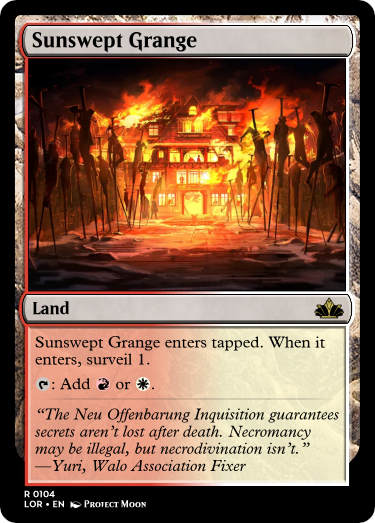 Sunswept Grange
Land
Sunswept Grange enters tapped. When it
enters, surveil 1.
: Add or .
“The Neu Offenbarung Inquisition guarantees
secrets aren’t lost after death. Necromancy
may be illegal, but necrodivination isn’t.”
—Yuri, Walo Association Fixer
R 0104
LOR • EN Project Moon